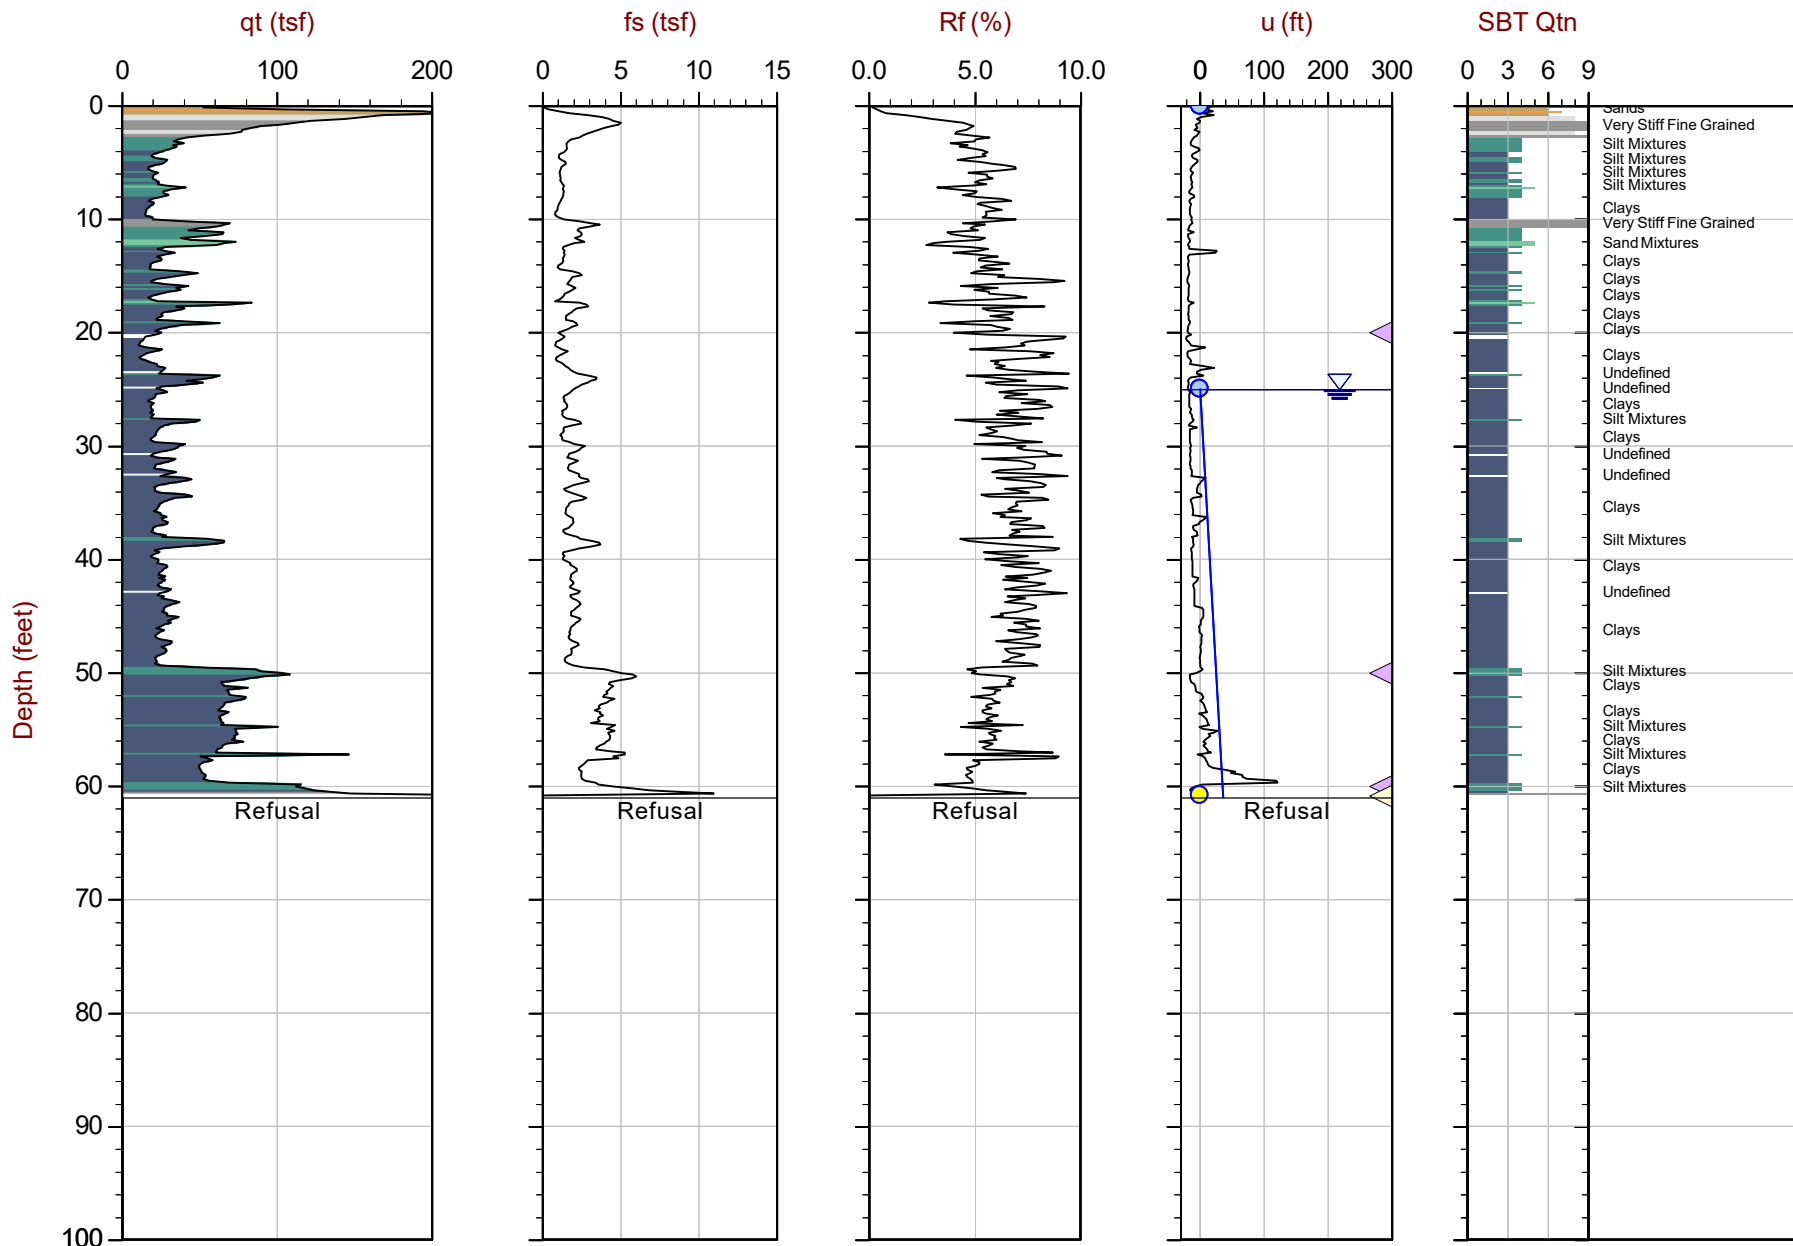 qt (tsf) fs (tsf) Rf (%) u (ft) SBT Qtn
0 100 200 0 5 10 15 0.0 5.0 10.0 0 100 200 300 0 3 6 9
0
10
20
30
40
50
60
70
80
90
100
Depth (feet)
Sands
Very Stiff Fine Grained
Silt Mixtures
Silt Mixtures
Silt Mixtures
Silt Mixtures
Clays
Very Stiff Fine Grained
Sand Mixtures
Clays
Clays
Clays
Clays
Clays
Clays
Undefined
Undefined
Clays
Silt Mixtures
Clays
Undefined
Undefined
Clays
Silt Mixtures
Clays
Undefined
Clays
Silt Mixtures
Clays
Clays
Silt Mixtures
Clays
Silt Mixtures
Clays
Silt Mixtures
Refusal Refusal Refusal Refusal